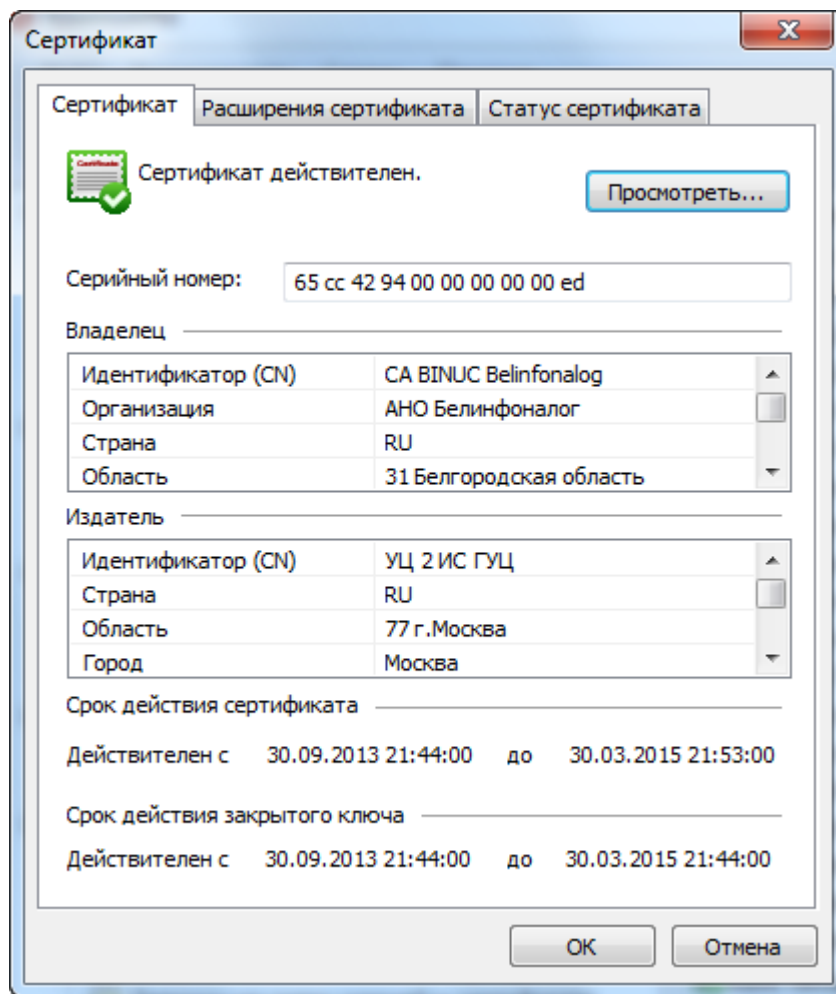 Сертификат
Сертификат Расширения сертификата Статус сертификата
Certificate
Сертификат действителен.
Просмотреть...
Серийный номер: 65 cc 42 94 00 00 00 00 00 ed
Владелец
Идентификатор (CN) CA BINUC Belinfonalog
Организация АНО Белинфоналог
Страна RU
Область 31 Белгородская область
Издатель
Идентификатор (CN) УЦ 2 ИС ГУЦ
Страна RU
Область 77 г.Москва
Город Москва
Срок действия сертификата
Действителен с 30.09.2013 21:44:00 до 30.03.2015 21:53:00
Срок действия закрытого ключа
Действителен с 30.09.2013 21:44:00 до 30.03.2015 21:44:00
OK Отмена